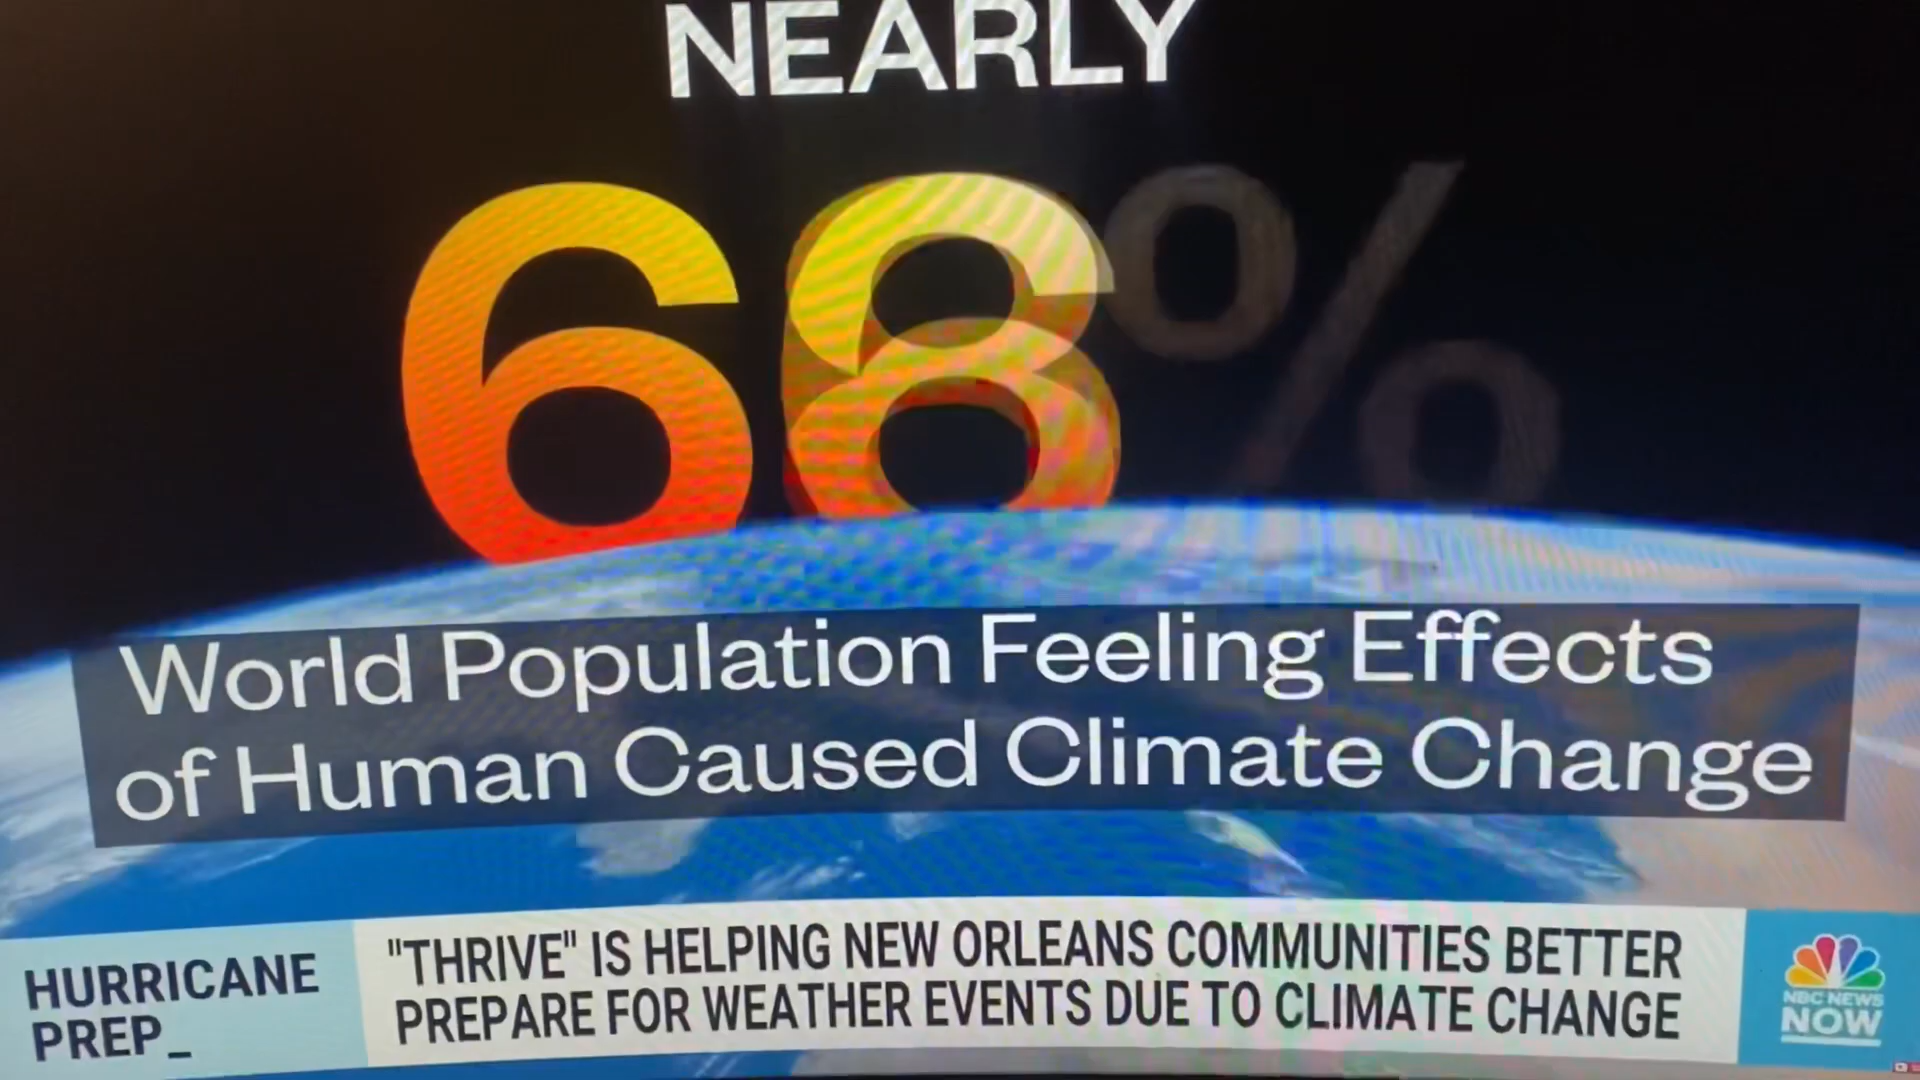 NEARLY
68%
World Population Feeling Effects
of Human Caused Climate Change
HURRICANE
PREP_
"THRIVE" IS HELPING NEW ORLEANS COMMUNITIES BETTER
PREPARE FOR WEATHER EVENTS DUE TO CLIMATE CHANGE
NBC NEWS
NOW